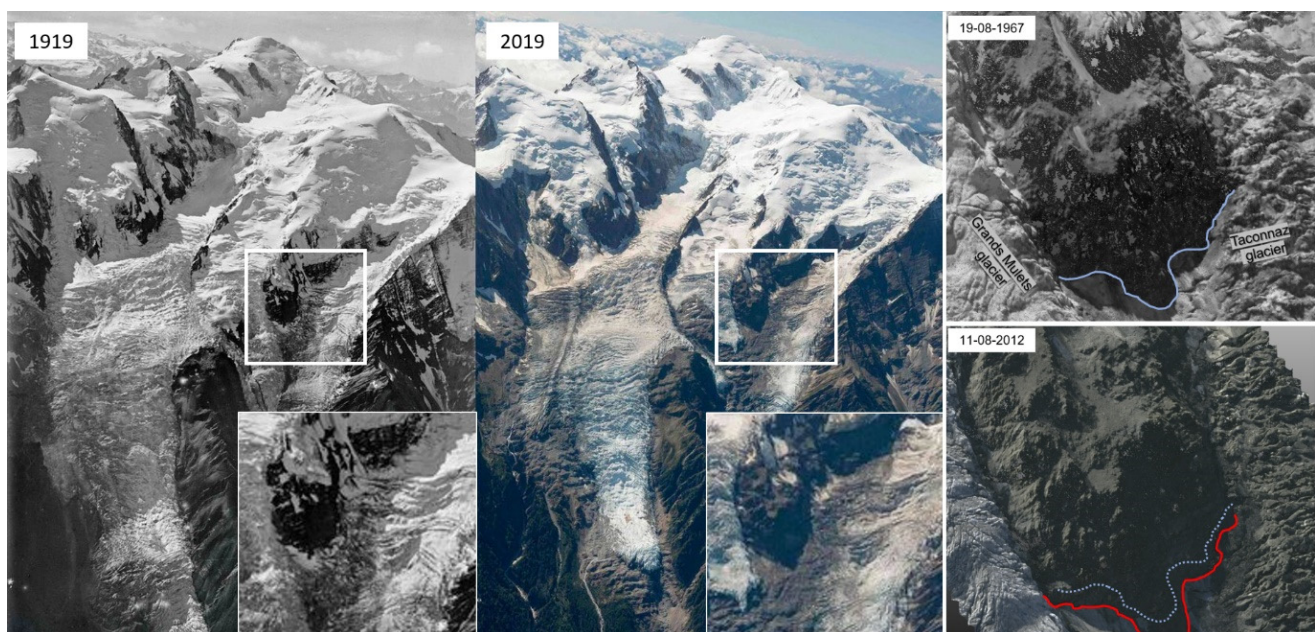 1919
2019
19-08-1967
Grands Mulets
glacier
Taconnaz
glacier
11-08-2012